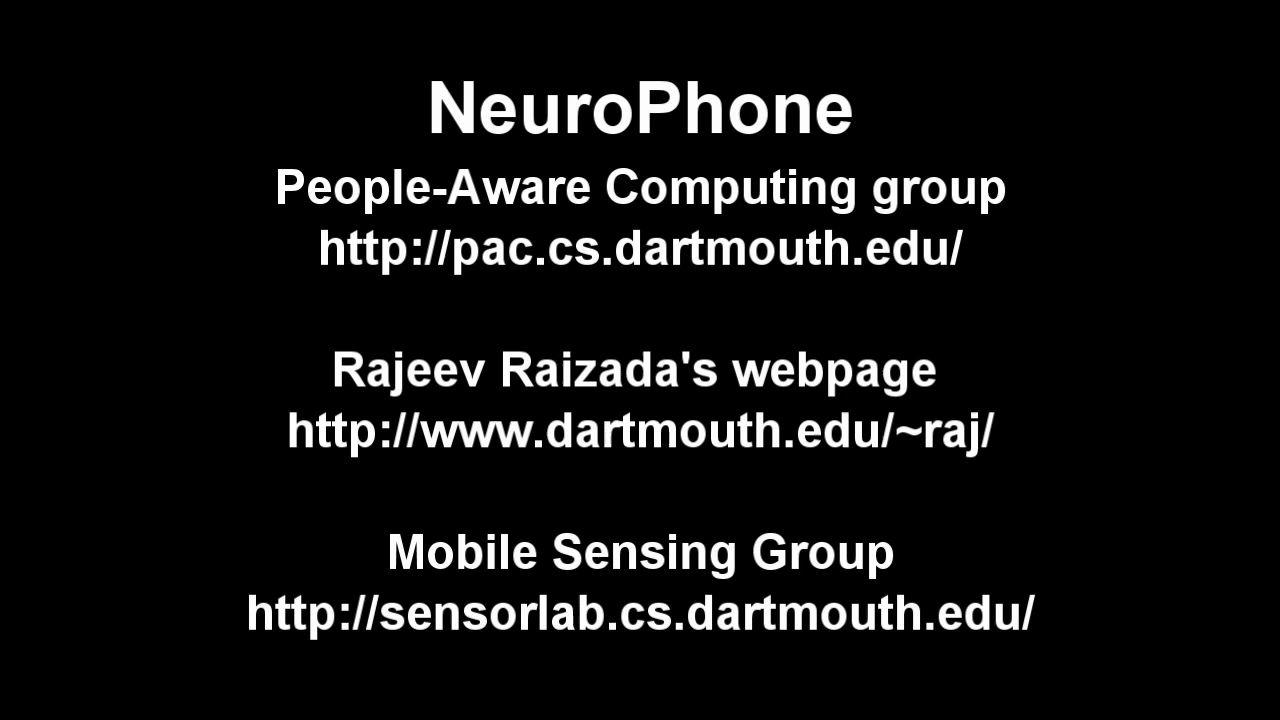 NeuroPhone
People-Aware Computing group
http://pac.cs.dartmouth.edu/
Rajeev Raizada's webpage
http://www.dartmouth.edu/~raj/
Mobile Sensing Group
http://sensorlab.cs.dartmouth.edu/